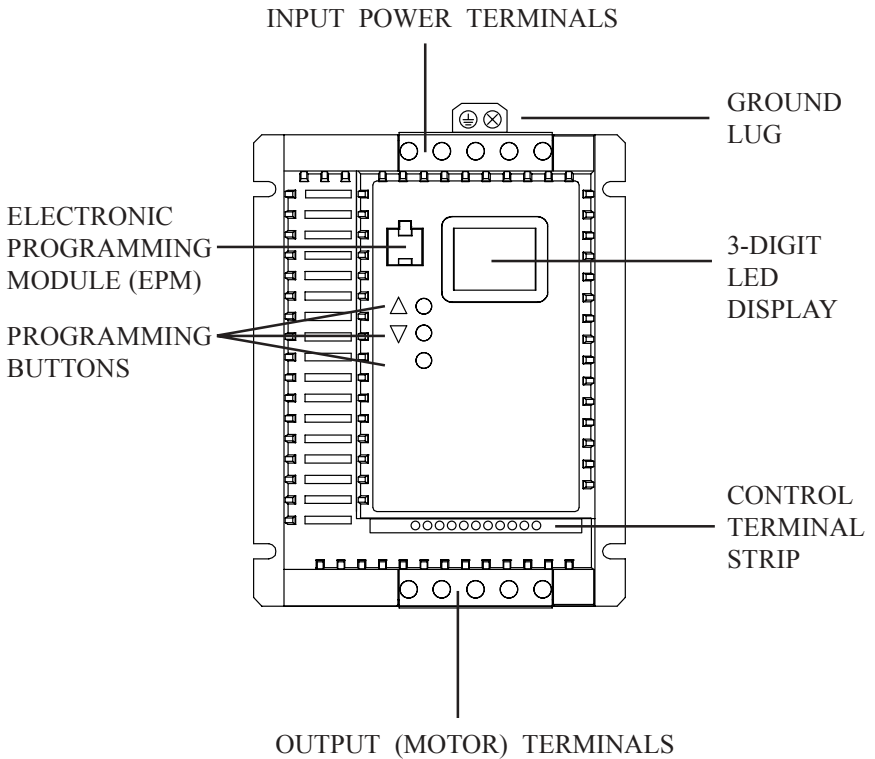 INPUT POWER TERMINALS
GROUND
LUG
ELECTRONIC
PROGRAMMING
MODULE (EPM)
3-DIGIT
LED
DISPLAY
PROGRAMMING
BUTTONS
CONTROL
TERMINAL
STRIP
OUTPUT (MOTOR) TERMINALS